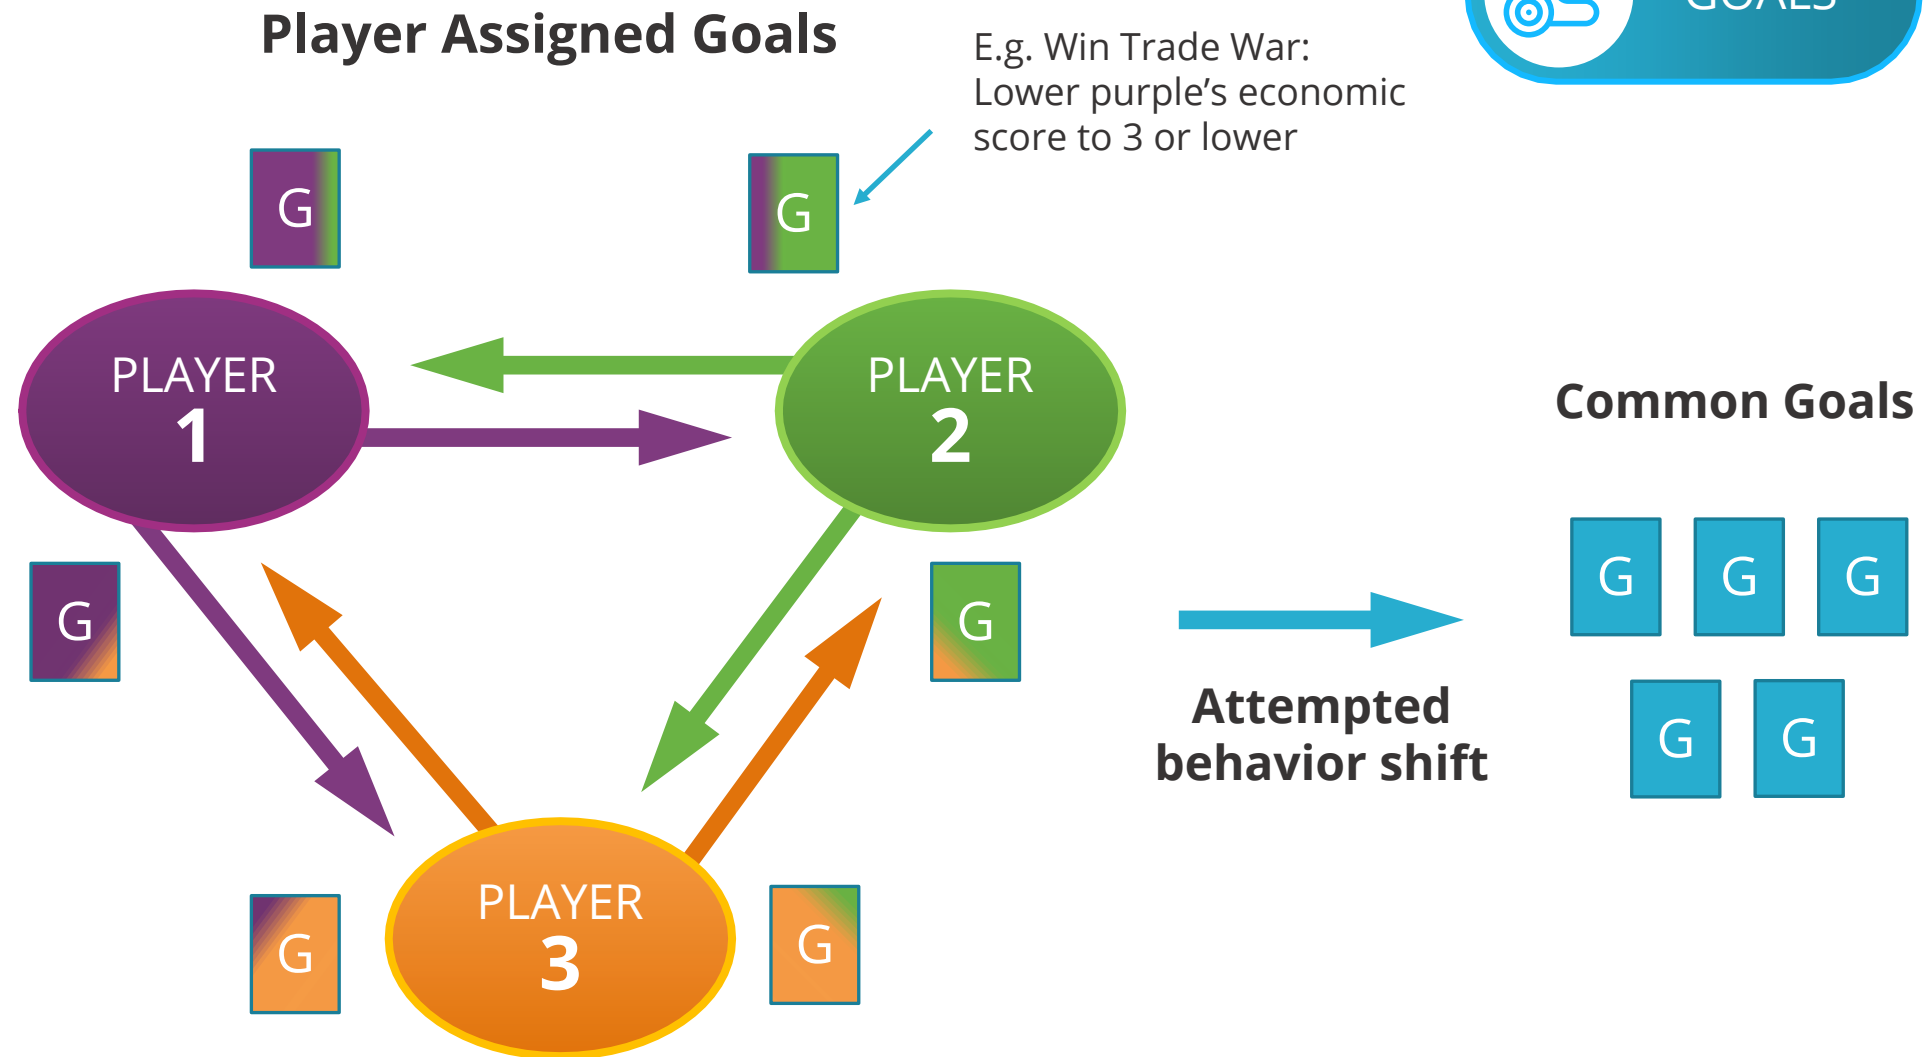 Player Assigned Goals
E.g. Win Trade War:
Lower purple's economic
score to 3 or lower
GOALS
G
G
PLAYER
1
PLAYER
2
Common Goals
G
G
G
G
G
Attempted
behavior shift
G
G
PLAYER
3
G
G